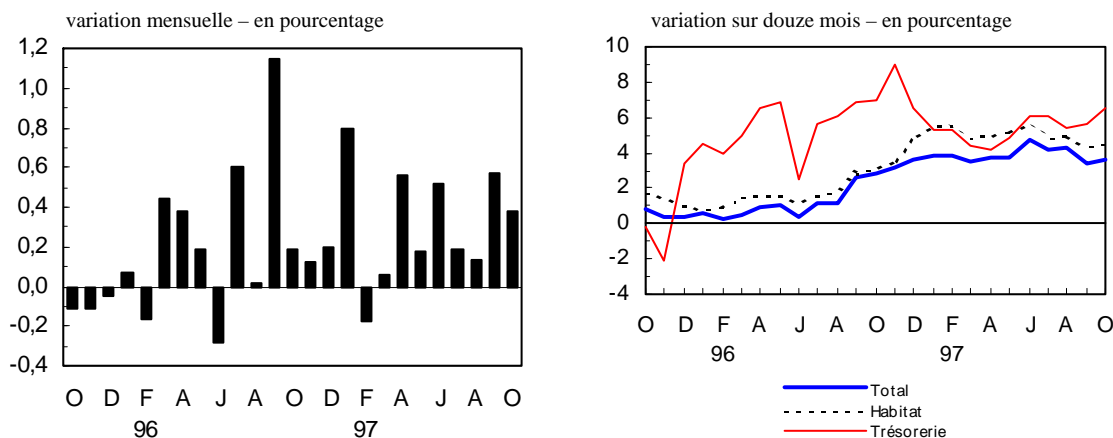 variation mensuelle – en pourcentage
1,2
1,0
0,8
0,6
0,4
0,2
0,0
-0,2
-0,4
O D F A J A O D F A J A O
96 97
variation sur douze mois – en pourcentage
10
8
6
4
2
0
-2
-4
O D F A J A O D F A J A O
96 97
Total
Habitat
Trésorerie